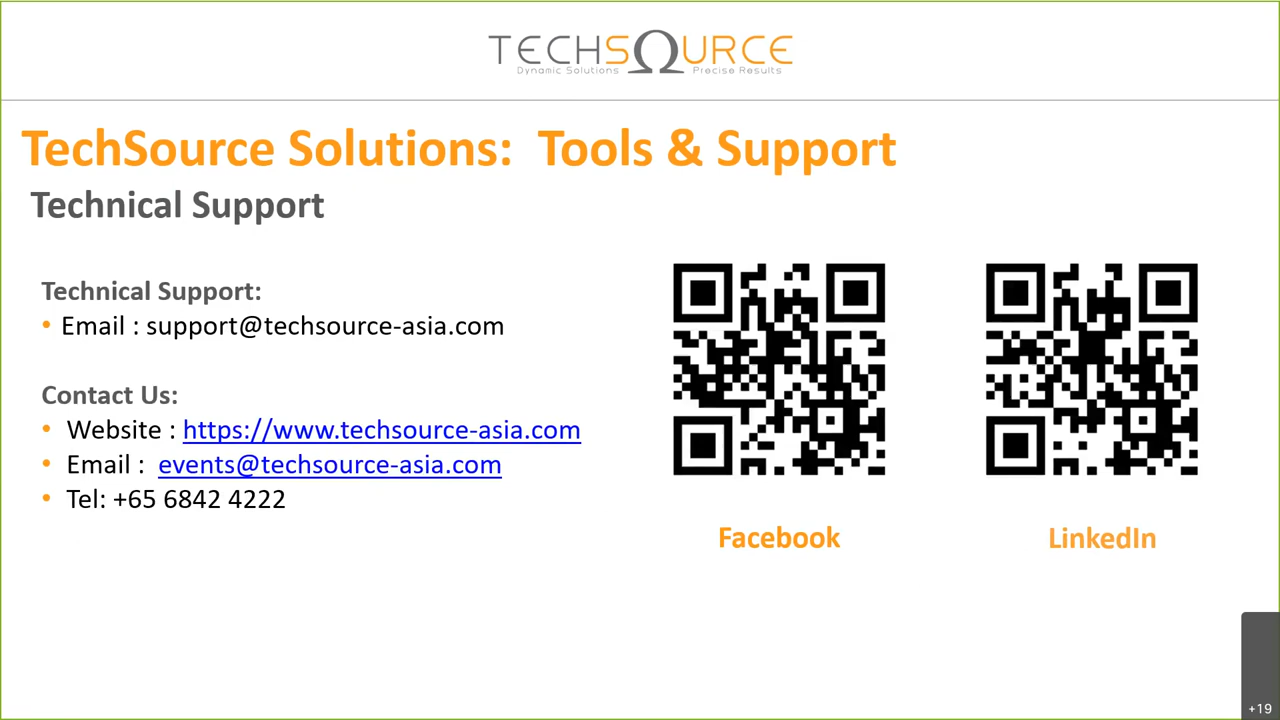 TECHSOURCE
Dynamic Solutions Precise Results
TechSource Solutions: Tools & Support
Technical Support
Technical Support:
• Email : support@techsource-asia.com
Contact Us:
• Website : https://www.techsource-asia.com
• Email : events@techsource-asia.com
• Tel: +65 6842 4222
Facebook
LinkedIn
+19